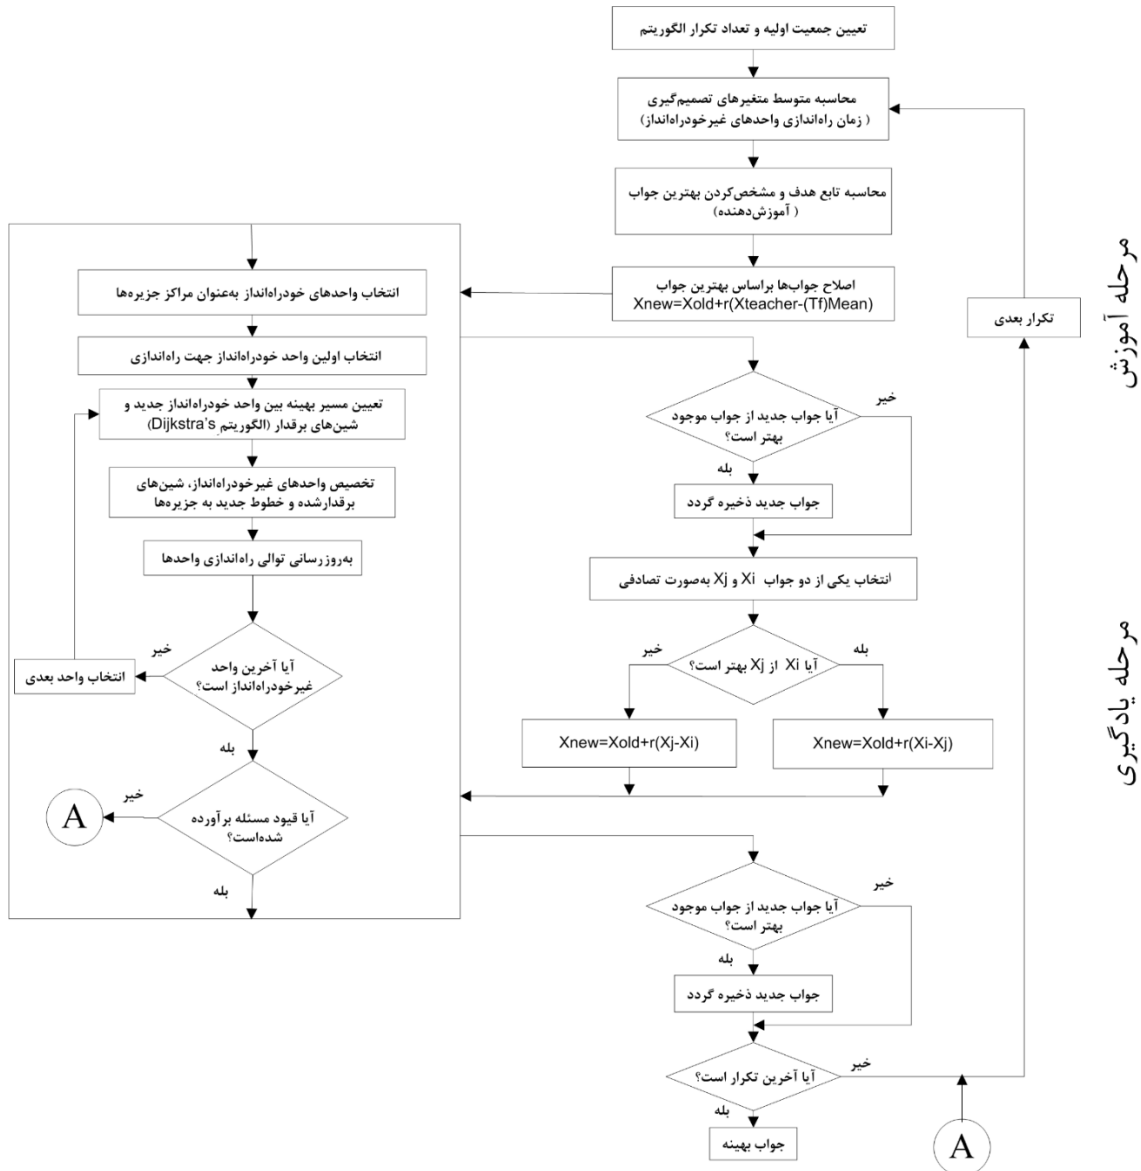 تعیین جمعیت اولیه و تعداد تکرار الگوریتم
محاسبه متوسط متغیرهای تصمیم‌گیری
( زمان راه‌اندازی واحدهای غیرخودراه‌انداز)
محاسبه تابع هدف و مشخص‌کردن بهترین جواب
( آموزش‌دهنده)
اصلاح جواب‌ها براساس بهترین جواب
Xnew=Xold+r(Xteacher-(Tf)Mean)
تکرار بعدی
مرحله آموزش
انتخاب واحدهای خودراه‌انداز به‌عنوان مراکز جزیره‌ها
انتخاب اولین واحد خودراه‌انداز جهت راه‌اندازی
تعیین مسیر بهینه بین واحد خودراه‌انداز جدید و
شین‌های برقدار (الگوریتم Dijkstra's)
تخصیص واحدهای غیرخودراه‌انداز، شین‌های
برقدارشده و خطوط جدید به جزیره‌ها
به‌روزرسانی توالی راه‌اندازی واحدها
آیا آخرین واحد
غیرخودراه‌انداز است؟
خیر
انتخاب واحد بعدی
بله
آیا قیود مسئله برآورده
شده‌است؟
خیر
A
بله
آیا جواب جدید از جواب موجود
بهتر است؟
خیر
بله
جواب جدید ذخیره گردد
انتخاب یکی از دو جواب Xi و Xj به‌صورت تصادفی
آیا Xi از Xj بهتر است؟
بله
خیر
Xnew=Xold+r(Xi-Xj)
Xnew=Xold+r(Xj-Xi)
مرحله یادگیری
آیا جواب جدید از جواب موجود
بهتر است؟
خیر
بله
جواب جدید ذخیره گردد
آیا آخرین تکرار است؟
خیر
بله
جواب بهینه
A